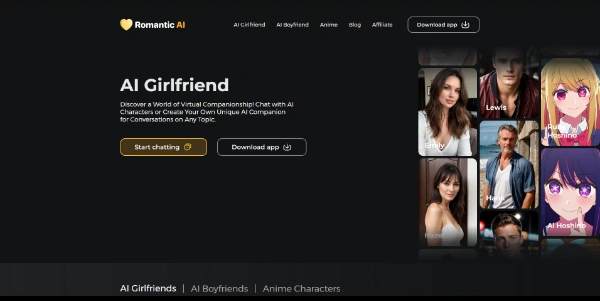 Romantic AI
AI Girlfriend
AI Boyfriend
Anime
Blog
Affiliate
Download app
AI Girlfriend
Discover a World of Virtual Companionship! Chat with AI
Characters or Create Your Own Unique AI Companion
for Conversations on Any Topic.
Start chatting
Download app
Emily
Lewis
Hoshino
Hank
Ai Hoshino
AI Girlfriends | AI Boyfriends | Anime Characters